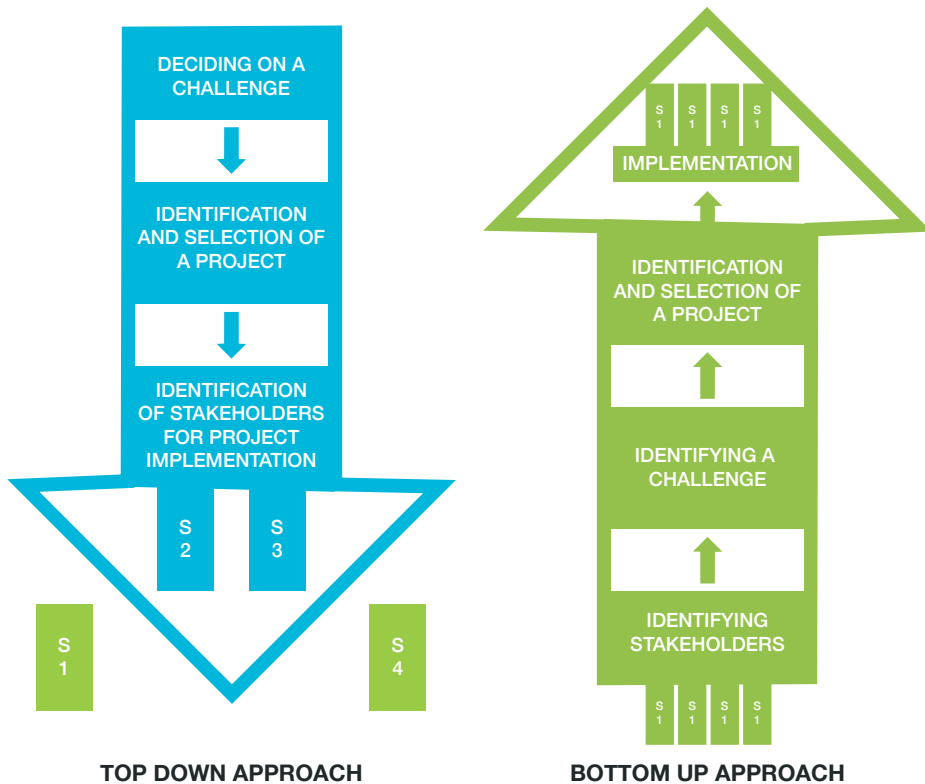 DECIDING ON A
CHALLENGE
IDENTIFICATION
AND SELECTION OF
A PROJECT
IDENTIFICATION
OF STAKEHOLDERS
FOR PROJECT
IMPLEMENTATION
S
2
S
3
S
1
S
4
TOP DOWN APPROACH
S
1
S
1
S
1
S
1
IMPLEMENTATION
IDENTIFICATION
AND SELECTION OF
A PROJECT
IDENTIFYING A
CHALLENGE
IDENTIFYING
STAKEHOLDERS
S
1
S
1
S
1
S
1
BOTTOM UP APPROACH